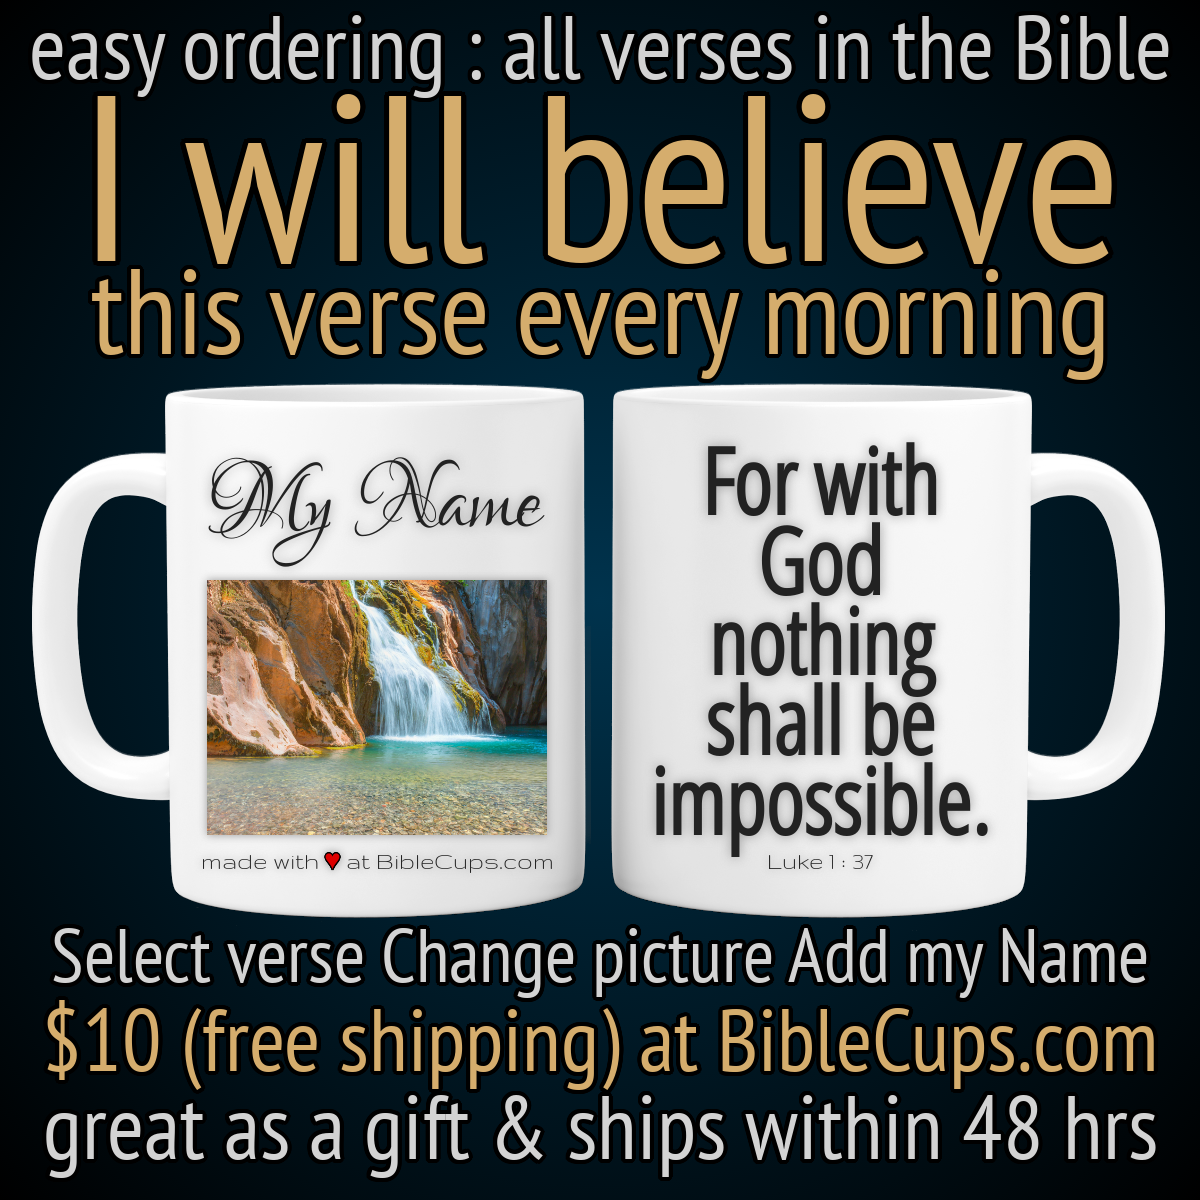 easy ordering : all verses in the Bible
I will believe
this verse every morning
My Name
made with ♥ at BibleCups.com
For with
God
nothing
shall be
impossible.
Luke 1 : 37
Select verse Change picture Add my Name
$10 (free shipping) at BibleCups.com
great as a gift & ships within 48 hrs